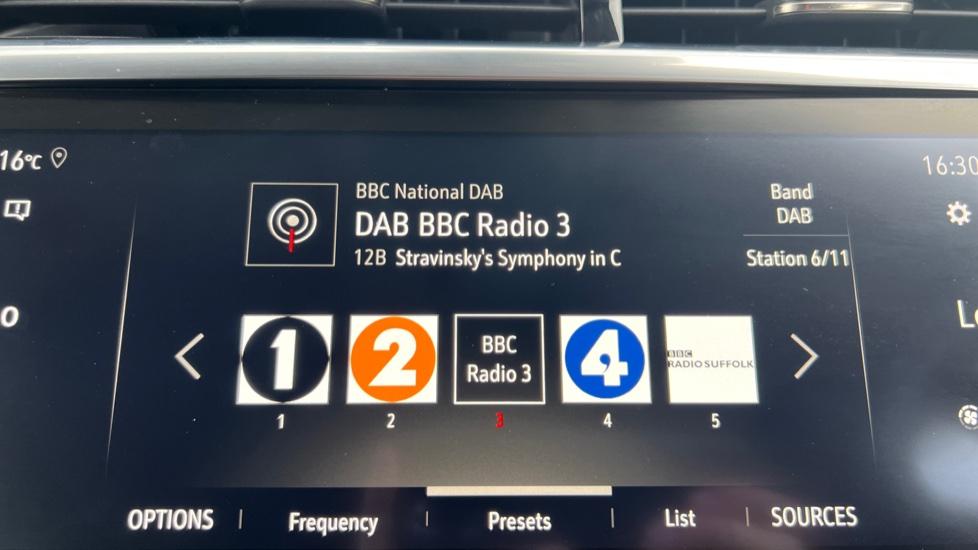 16°C
16:30
BBC National DAB
DAB BBC Radio 3
12B Stravinsky's Symphony in C
Band
DAB
Station 6/11
1
2
BBC
Radio 3
4
BBC
RADIO SUFFOLK
1
2
3
4
5
OPTIONS
Frequency
Presets
List
SOURCES